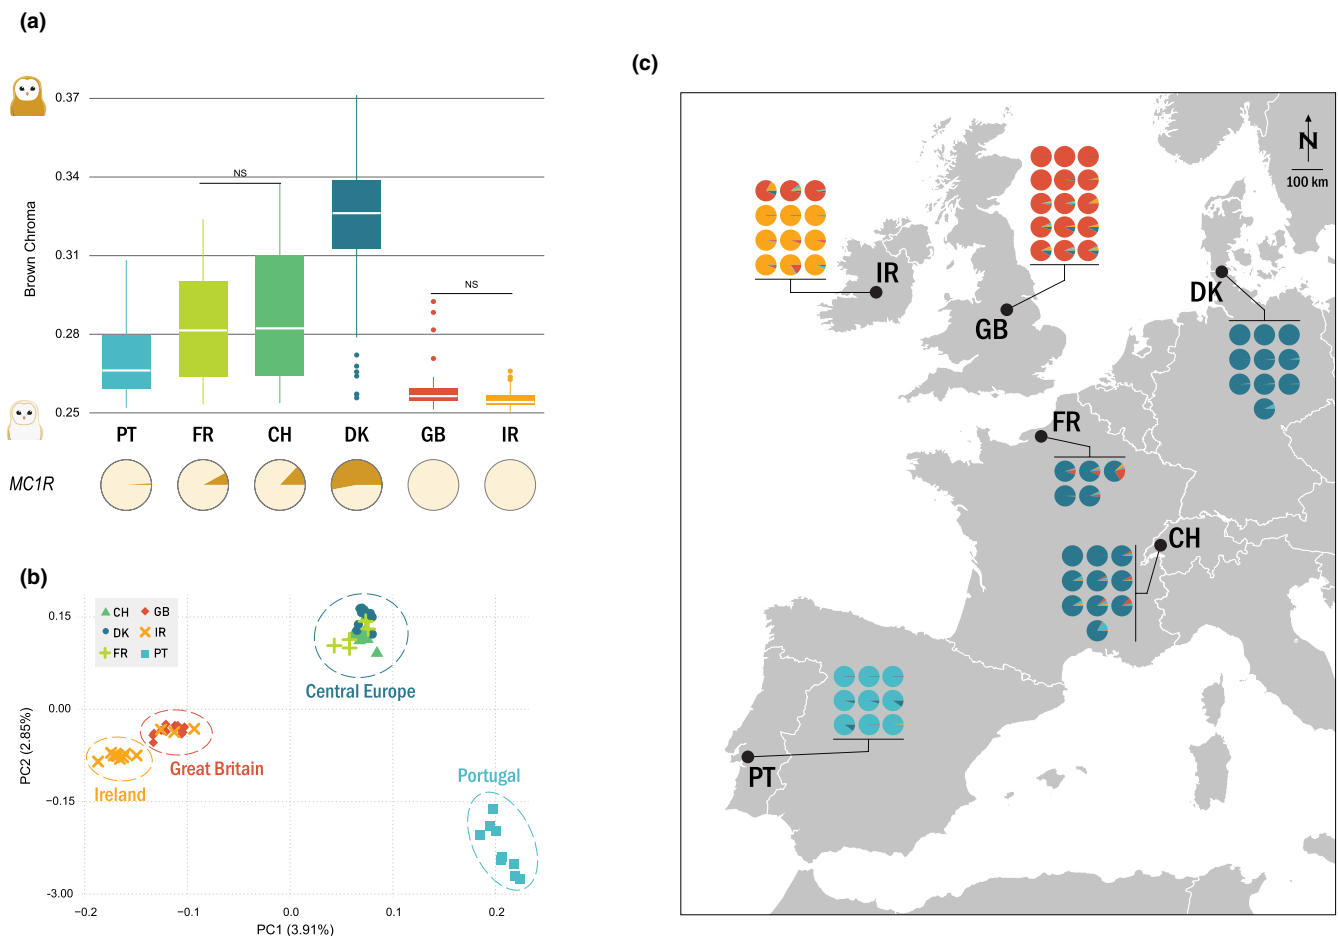 (a)
0.37
0.34
0.31
0.28
0.25
Brown Chroma
NS
NS
PT FR CH DK GB IR
MC1R
(b)
CH GB
DK IR
FR PT
0.15
0.00
−0.15
-3.00
PC2 (2.85%)
Central Europe
Great Britain
Ireland
Portugal
−0.2 −0.1 0.0 0.1 0.2
PC1 (3.91%)
(c)
N
100 km
IR
GB
DK
FR
CH
PT